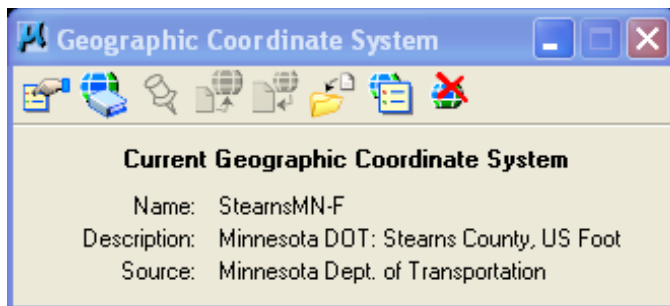 Geographic Coordinate System
Current Geographic Coordinate System
Name: StearnsMN-F
Description: Minnesota DOT: Stearns County, US Foot
Source: Minnesota Dept. of Transportation